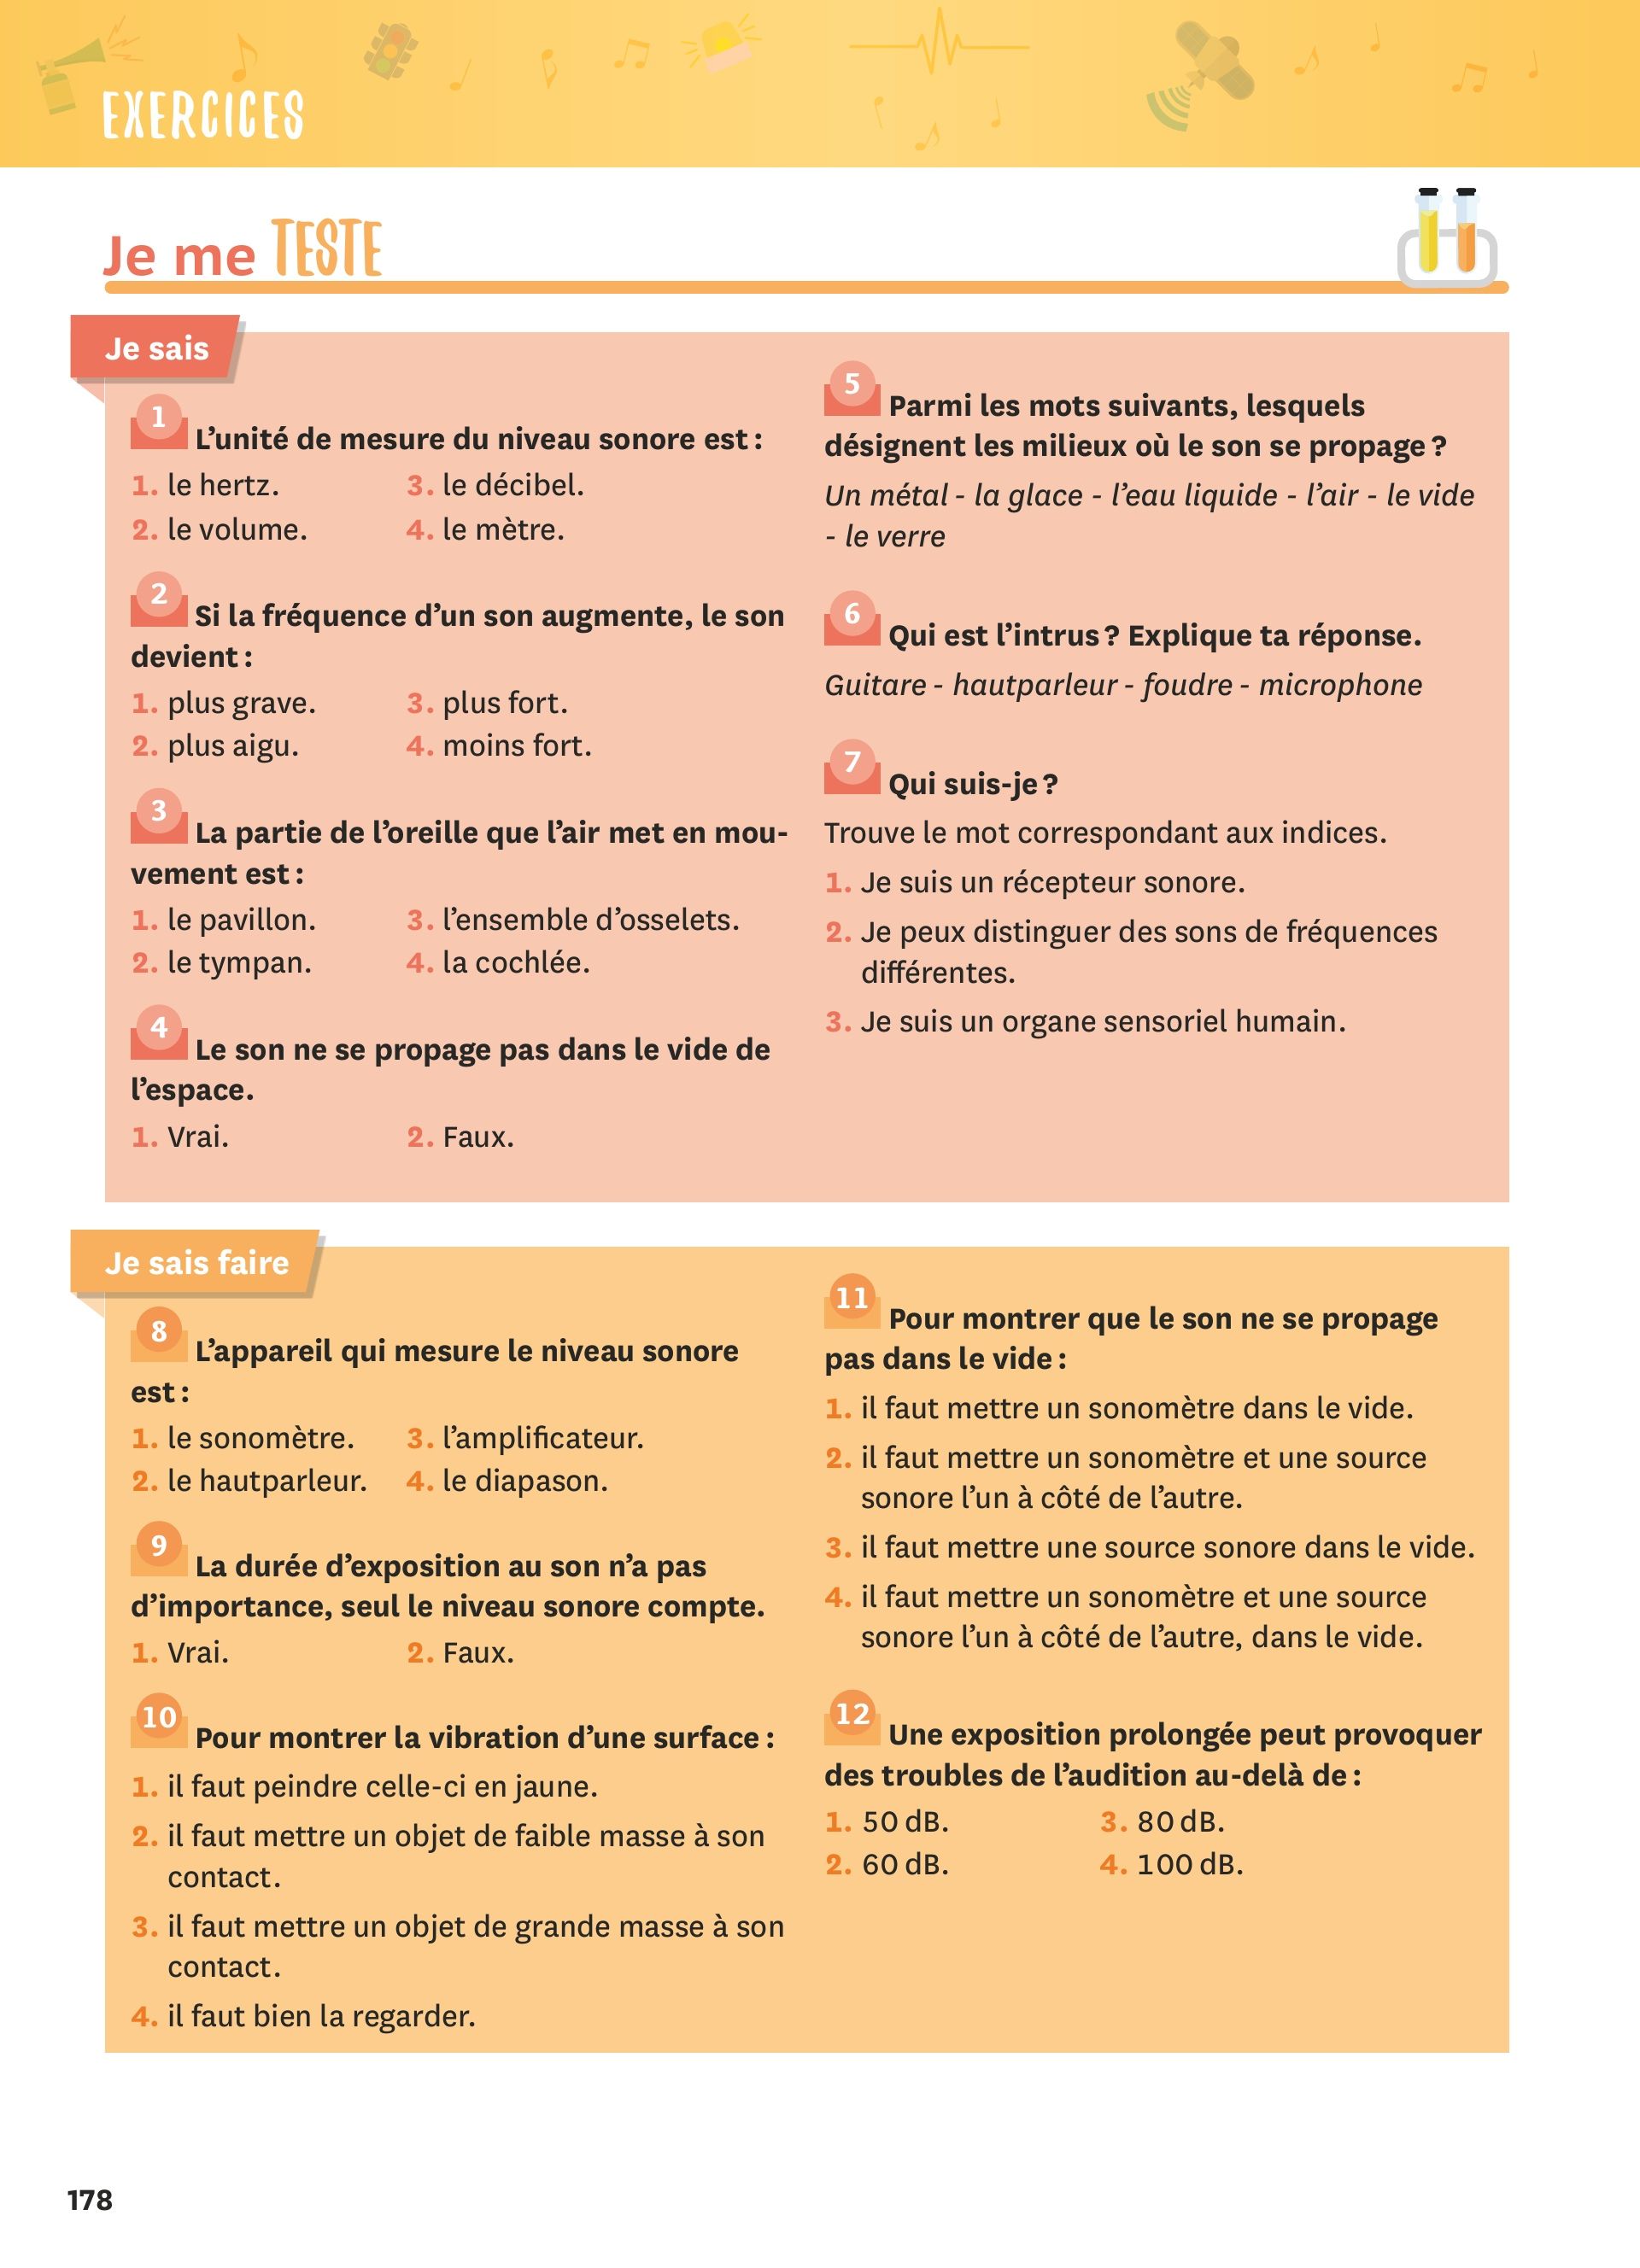 EXERCICES
Je me TESTE
Je sais
1 L’unité de mesure du niveau sonore est :
1. le hertz.
2. le volume.
3. le décibel.
4. le mètre.
2 Si la fréquence d’un son augmente, le son
devient :
1. plus grave.
2. plus aigu.
3. plus fort.
4. moins fort.
3 La partie de l’oreille que l’air met en mou-
vement est :
1. le pavillon.
2. le tympan.
3. l’ensemble d’osselets.
4. la cochlée.
4 Le son ne se propage pas dans le vide de
l’espace.
1. Vrai.
2. Faux.
5 Parmi les mots suivants, lesquels
désignent les milieux où le son se propage ?
Un métal - la glace - l’eau liquide - l’air - le vide
- le verre
6 Qui est l’intrus ? Explique ta réponse.
Guitare - hautparleur - foudre - microphone
7 Qui suis-je ?
Trouve le mot correspondant aux indices.
1. Je suis un récepteur sonore.
2. Je peux distinguer des sons de fréquences
différentes.
3. Je suis un organe sensoriel humain.
Je sais faire
8 L’appareil qui mesure le niveau sonore
est :
1. le sonomètre.
2. le hautparleur.
3. l’amplificateur.
4. le diapason.
9 La durée d’exposition au son n’a pas
d’importance, seul le niveau sonore compte.
1. Vrai.
2. Faux.
10 Pour montrer la vibration d’une surface :
1. il faut peindre celle-ci en jaune.
2. il faut mettre un objet de faible masse à son
contact.
3. il faut mettre un objet de grande masse à son
contact.
4. il faut bien la regarder.
11 Pour montrer que le son ne se propage
pas dans le vide :
1. il faut mettre un sonomètre dans le vide.
2. il faut mettre un sonomètre et une source
sonore l’un à côté de l’autre.
3. il faut mettre une source sonore dans le vide.
4. il faut mettre un sonomètre et une source
sonore l’un à côté de l’autre, dans le vide.
12 Une exposition prolongée peut provoquer
des troubles de l’audition au-delà de :
1. 50 dB.
2. 60 dB.
3. 80 dB.
4. 100 dB.
178